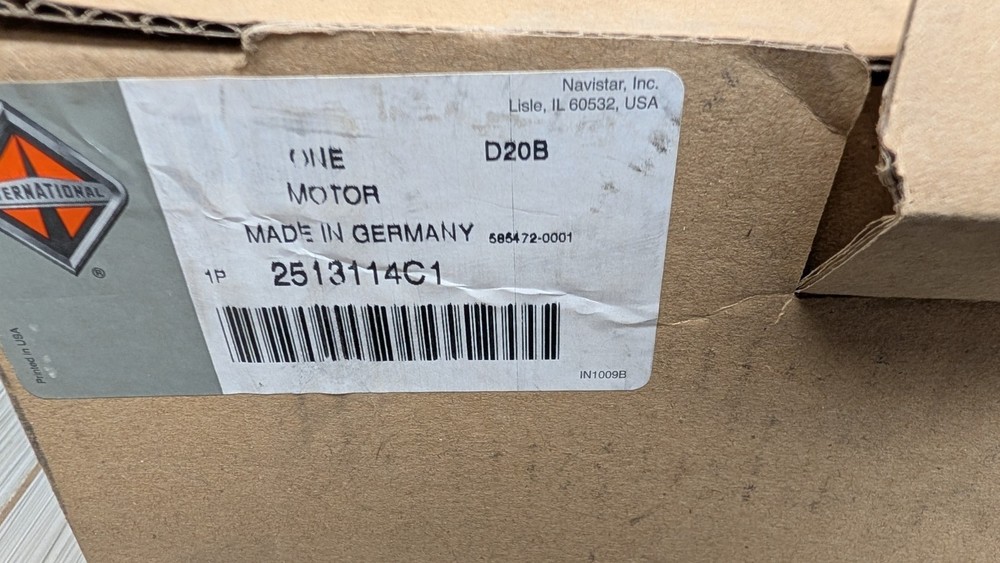 Navistar, Inc.
Lisle, IL 60532, USA
ONE D20B
MOTOR
MADE IN GERMANY 585472-0001
1P 2513114C1
IN1009B
TERNATIONAL
®
Printed in USA